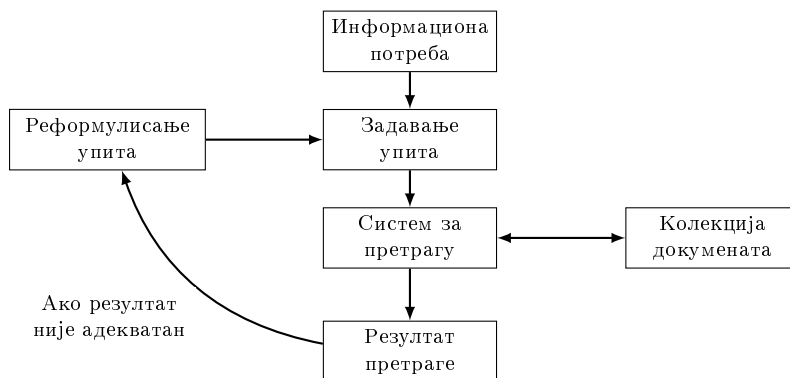 Информациона
потреба
Реформулисање
упита
Задавање
упита
Систем за
претрагу
Колекција
докумената
Ако резултат
није адекватан
Резултат
претраге